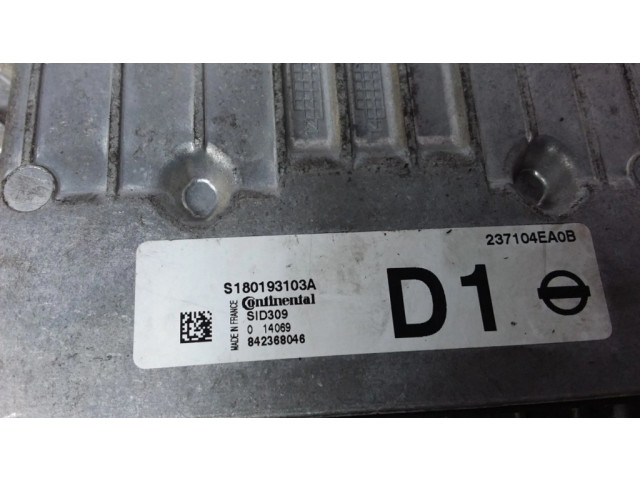 237104EA0B
S180193103A
Continental
SID309
0 14069
842368046
MADE IN FRANCE
D1